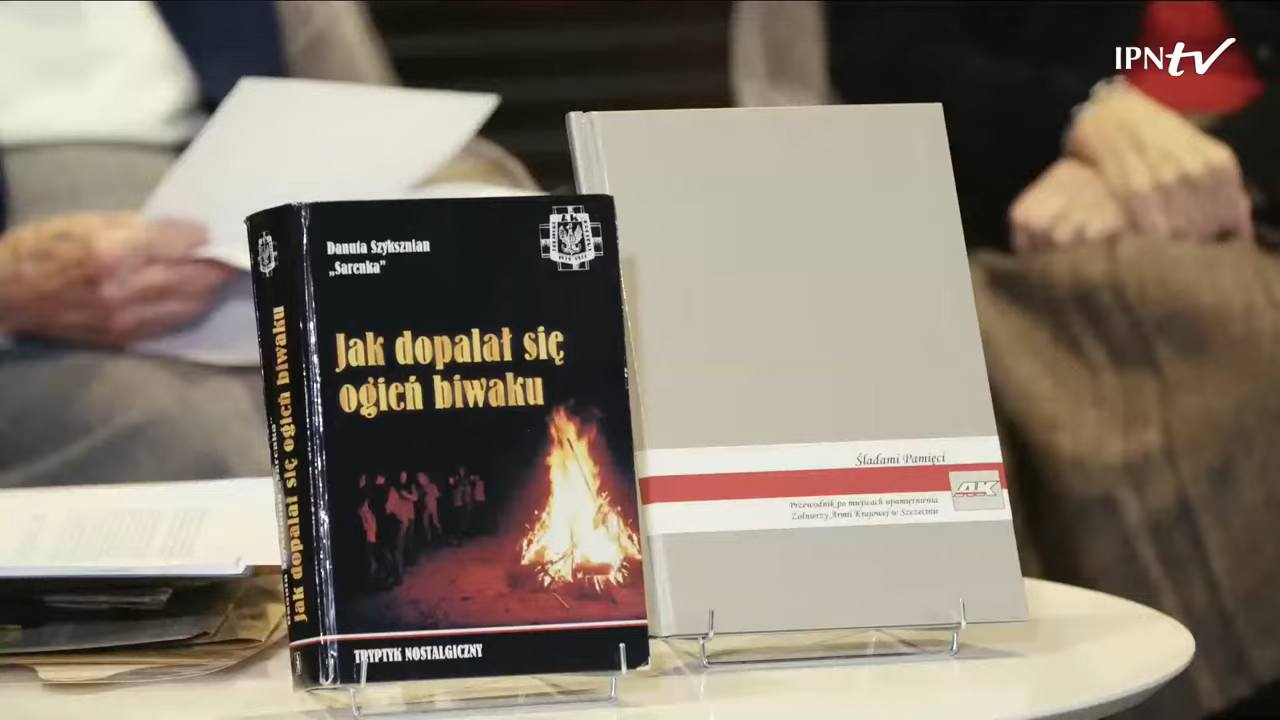 IPNtv
Danuta Szyksznian
„Sarenka”
Jak dopalał się
ogień biwaku
TRYPTYK NOSTALGICZNY
Jak dopalał się ogień biwaku
Śladami Pamięci
AK
Przewodnik po miejscach upamiętnienia
Żołnierzy Armii Krajowej w Szczecinie